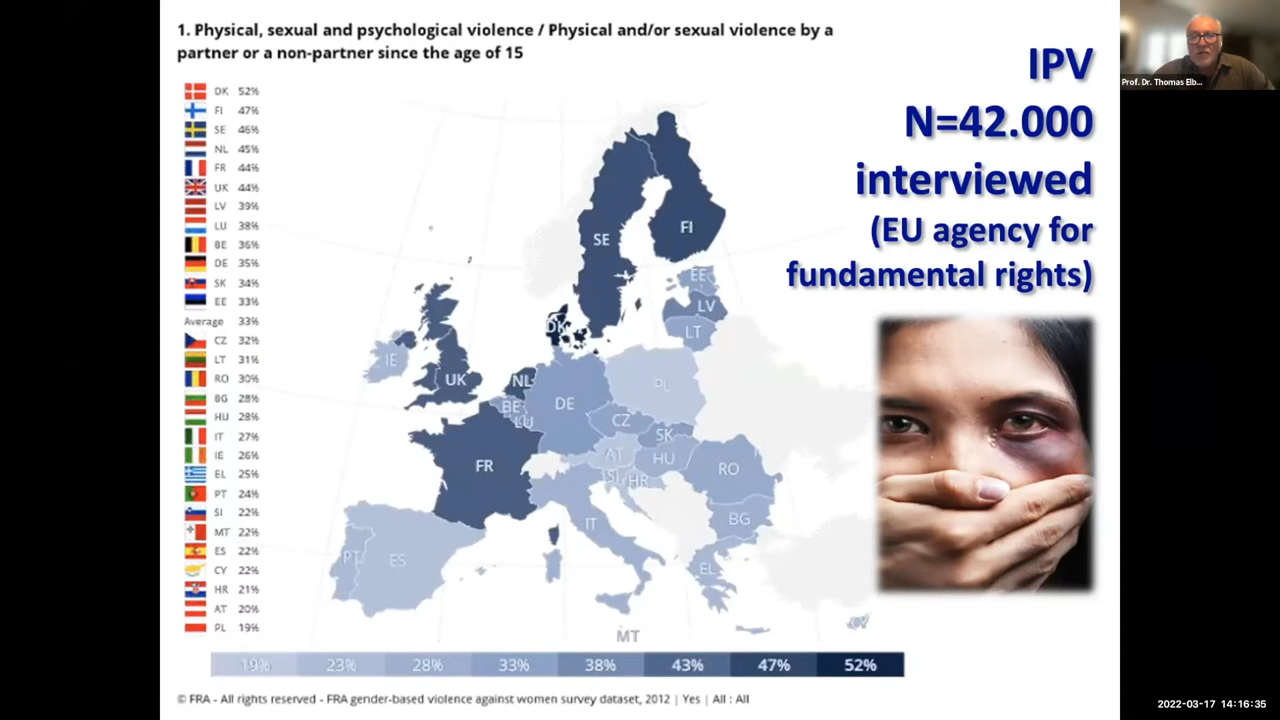 1. Physical, sexual and psychological violence / Physical and/or sexual violence by a
partner or a non-partner since the age of 15
IPV
N=42.000
interviewed
(EU agency for
fundamental rights)
Prof. Dr. Thomas Elb...
DK 52%
FI 47%
SE 46%
NL 45%
FR 44%
UK 44%
LV 39%
LU 38%
BE 36%
DE 35%
SK 34%
EE 33%
Average 33%
CZ 32%
LT 31%
RO 30%
BG 28%
HU 28%
IT 27%
IE 26%
EL 25%
PT 24%
SI 22%
MT 22%
ES 22%
CY 22%
HR 21%
AT 20%
PL 19%
FI
SE
EE
LV
LT
DK
IE
UK
NL
BE
LU
DE
PL
CZ
SK
AT
HU
SI
HR
RO
FR
BG
IT
PT
ES
EL
CY
MT
19% 23% 28% 33% 38% 43% 47% 52%
© FRA - All rights reserved - FRA gender-based violence against women survey dataset, 2012 | Yes | All : All
2022-03-17 14:16:35